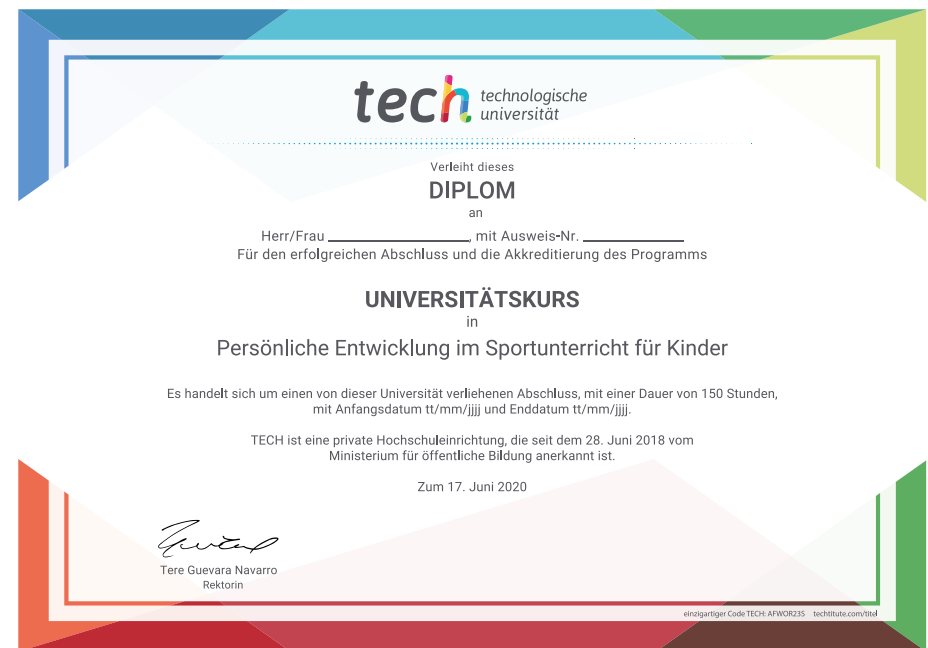 tech technologische
universität
Verleiht dieses
DIPLOM
an
Herr/Frau ____________________, mit Ausweis-Nr. ______________
Für den erfolgreichen Abschluss und die Akkreditierung des Programms
UNIVERSITÄTSKURS
in
Persönliche Entwicklung im Sportunterricht für Kinder
Es handelt sich um einen von dieser Universität verliehenen Abschluss, mit einer Dauer von 150 Stunden,
mit Anfangsdatum tt/mm/jjjj und Enddatum tt/mm/jjjj.
TECH ist eine private Hochschuleinrichtung, die seit dem 28. Juni 2018 vom
Ministerium für öffentliche Bildung anerkannt ist.
Zum 17. Juni 2020
Tere Guevara Navarro
Rektorin
einzigartiger Code TECH: AFWOR23S techtitute.com/titel